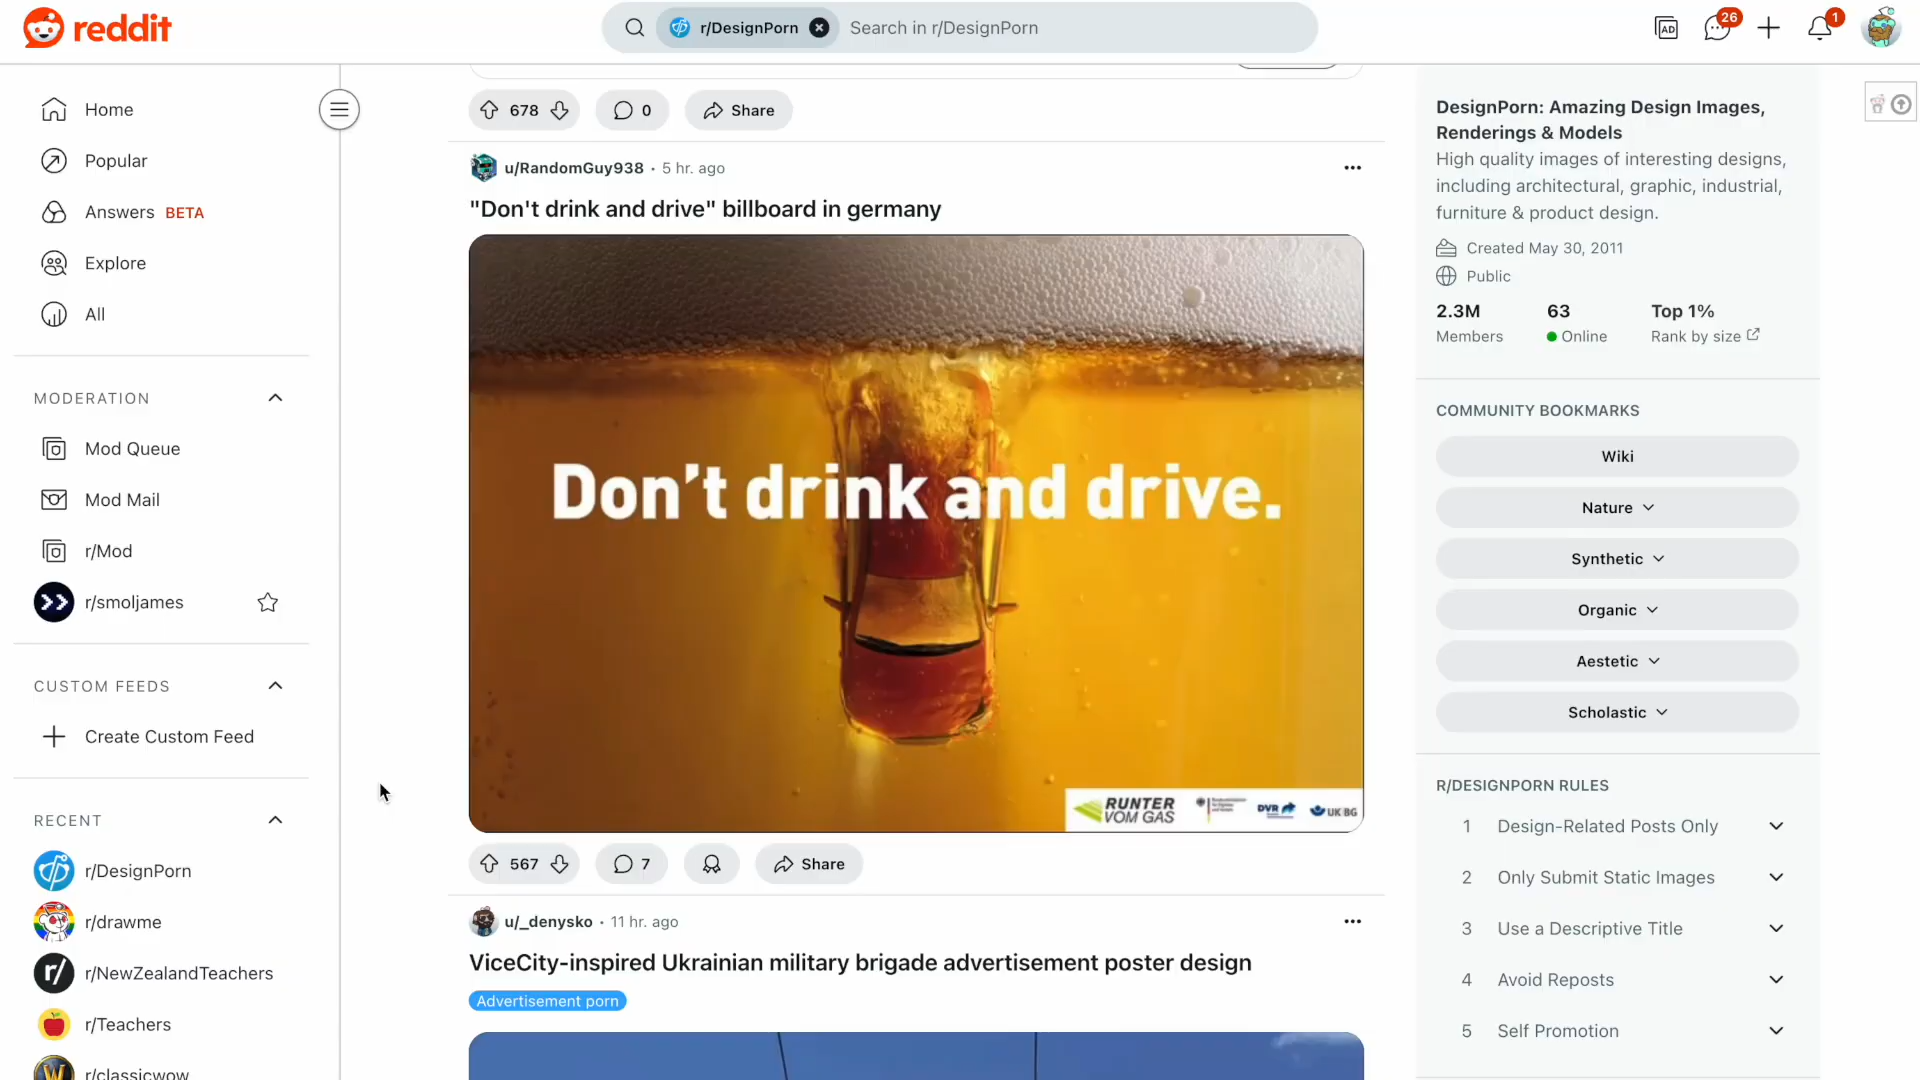 reddit
r/DesignPorn
Search in r/DesignPorn
AD
26
1
Home
Popular
Answers BETA
Explore
All
MODERATION
Mod Queue
Mod Mail
r/Mod
r/smoljames
CUSTOM FEEDS
Create Custom Feed
RECENT
r/DesignPorn
r/drawme
r/NewZealandTeachers
r/Teachers
r/classicwow
678
0
Share
u/RandomGuy938 • 5 hr. ago
"Don't drink and drive" billboard in germany
Don't drink and drive.
RUNTER
VOM GAS
DVR
UK BG
567
7
Share
u/_denysko • 11 hr. ago
ViceCity-inspired Ukrainian military brigade advertisement poster design
Advertisement porn
DesignPorn: Amazing Design Images,
Renderings & Models
High quality images of interesting designs,
including architectural, graphic, industrial,
furniture & product design.
Created May 30, 2011
Public
2.3M
Members
63
Online
Top 1%
Rank by size
COMMUNITY BOOKMARKS
Wiki
Nature
Synthetic
Organic
Aestetic
Scholastic
R/DESIGNPORN RULES
1 Design-Related Posts Only
2 Only Submit Static Images
3 Use a Descriptive Title
4 Avoid Reposts
5 Self Promotion